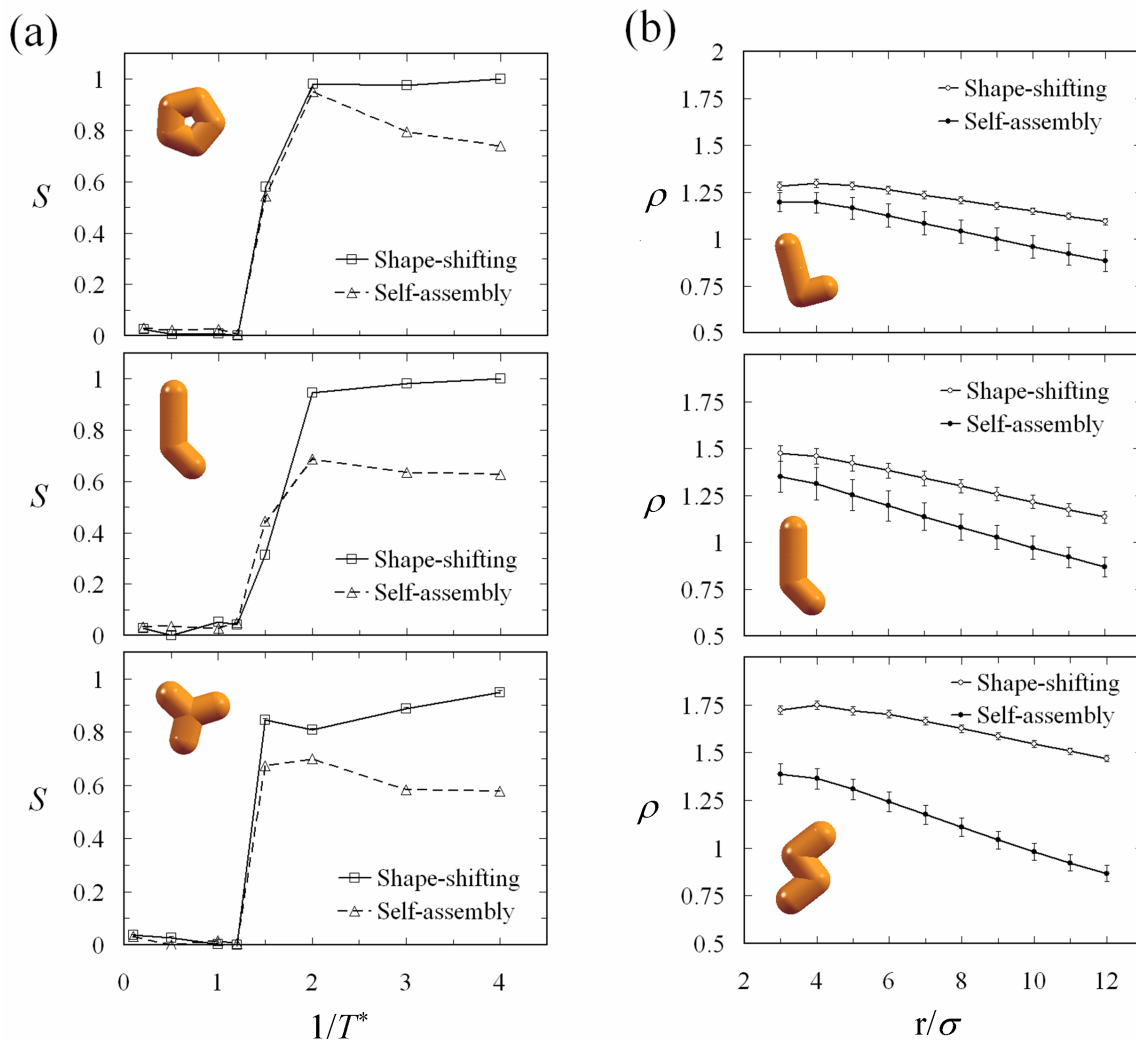 (a)
1
0.8
0.6
0.4
0.2
0
S
Shape-shifting
Self-assembly
1
0.8
0.6
0.4
0.2
0
S
Shape-shifting
Self-assembly
1
0.8
0.6
0.4
0.2
0
S
Shape-shifting
Self-assembly
0 1 2 3 4
1/T*
(b)
2
1.75
1.5
1.25
1
0.75
0.5
ρ
Shape-shifting
Self-assembly
1.75
1.5
1.25
1
0.75
0.5
ρ
Shape-shifting
Self-assembly
1.75
1.5
1.25
1
0.75
0.5
ρ
Shape-shifting
Self-assembly
2 4 6 8 10 12
r/σ